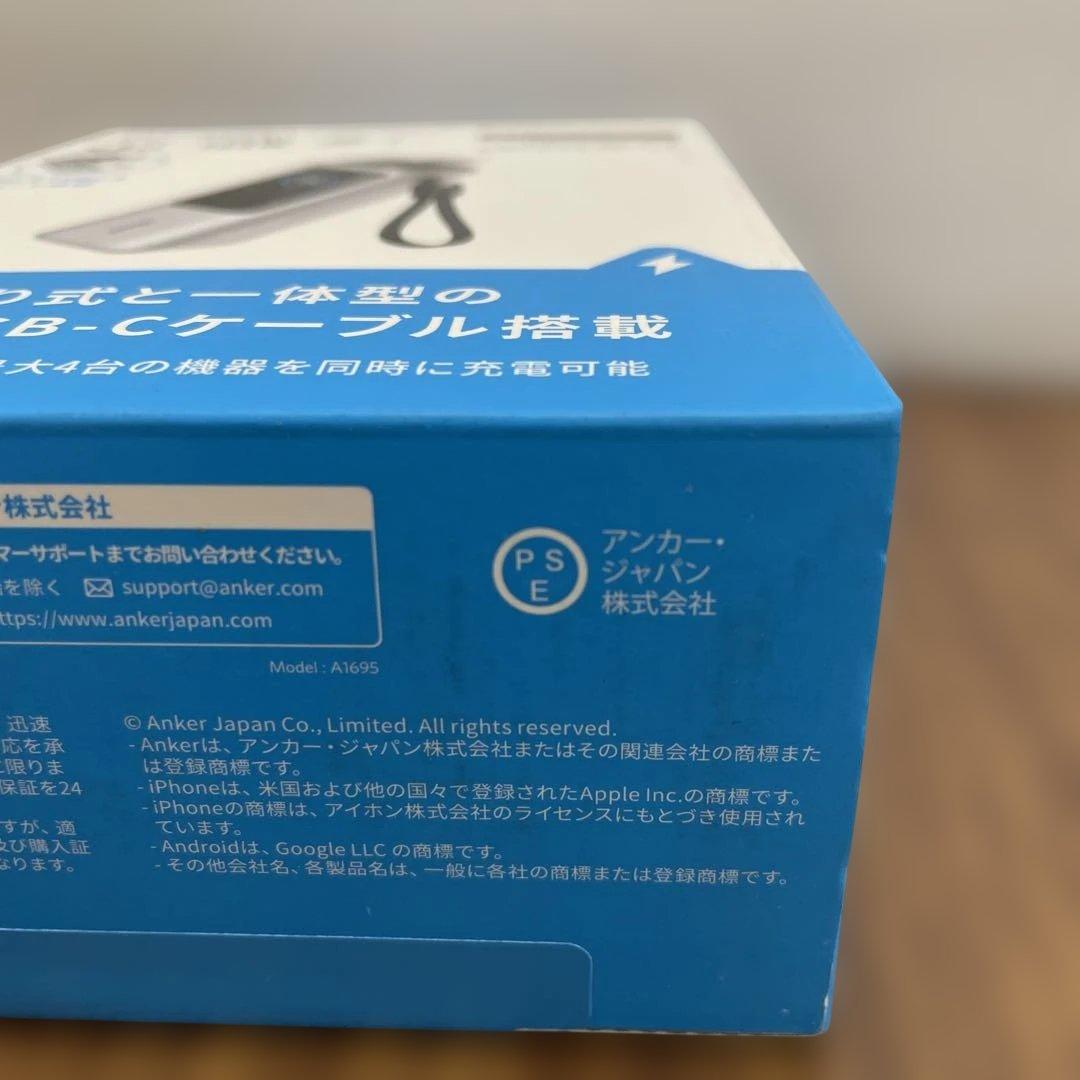 り式と一体型の
B-Cケーブル搭載
大4台の機器を同時に充電可能
株式会社
マーサポートまでお問い合わせください。
を除く support@anker.com
ttps://www.ankerjapan.com
Model : A1695
PSE
アンカー・
ジャパン
株式会社
迅速
応を承
限りま
保証を24
すが、適
及び購入証
なります。
© Anker Japan Co., Limited. All rights reserved.
- Ankerは、アンカー・ジャパン株式会社またはその関連会社の商標また
は登録商標です。
- iPhoneは、米国および他の国々で登録されたApple Inc.の商標です。
- iPhoneの商標は、アイホン株式会社のライセンスにもとづき使用され
ています。
- Androidは、Google LLC の商標です。
- その他会社名、各製品名は、一般に各社の商標または登録商標です。